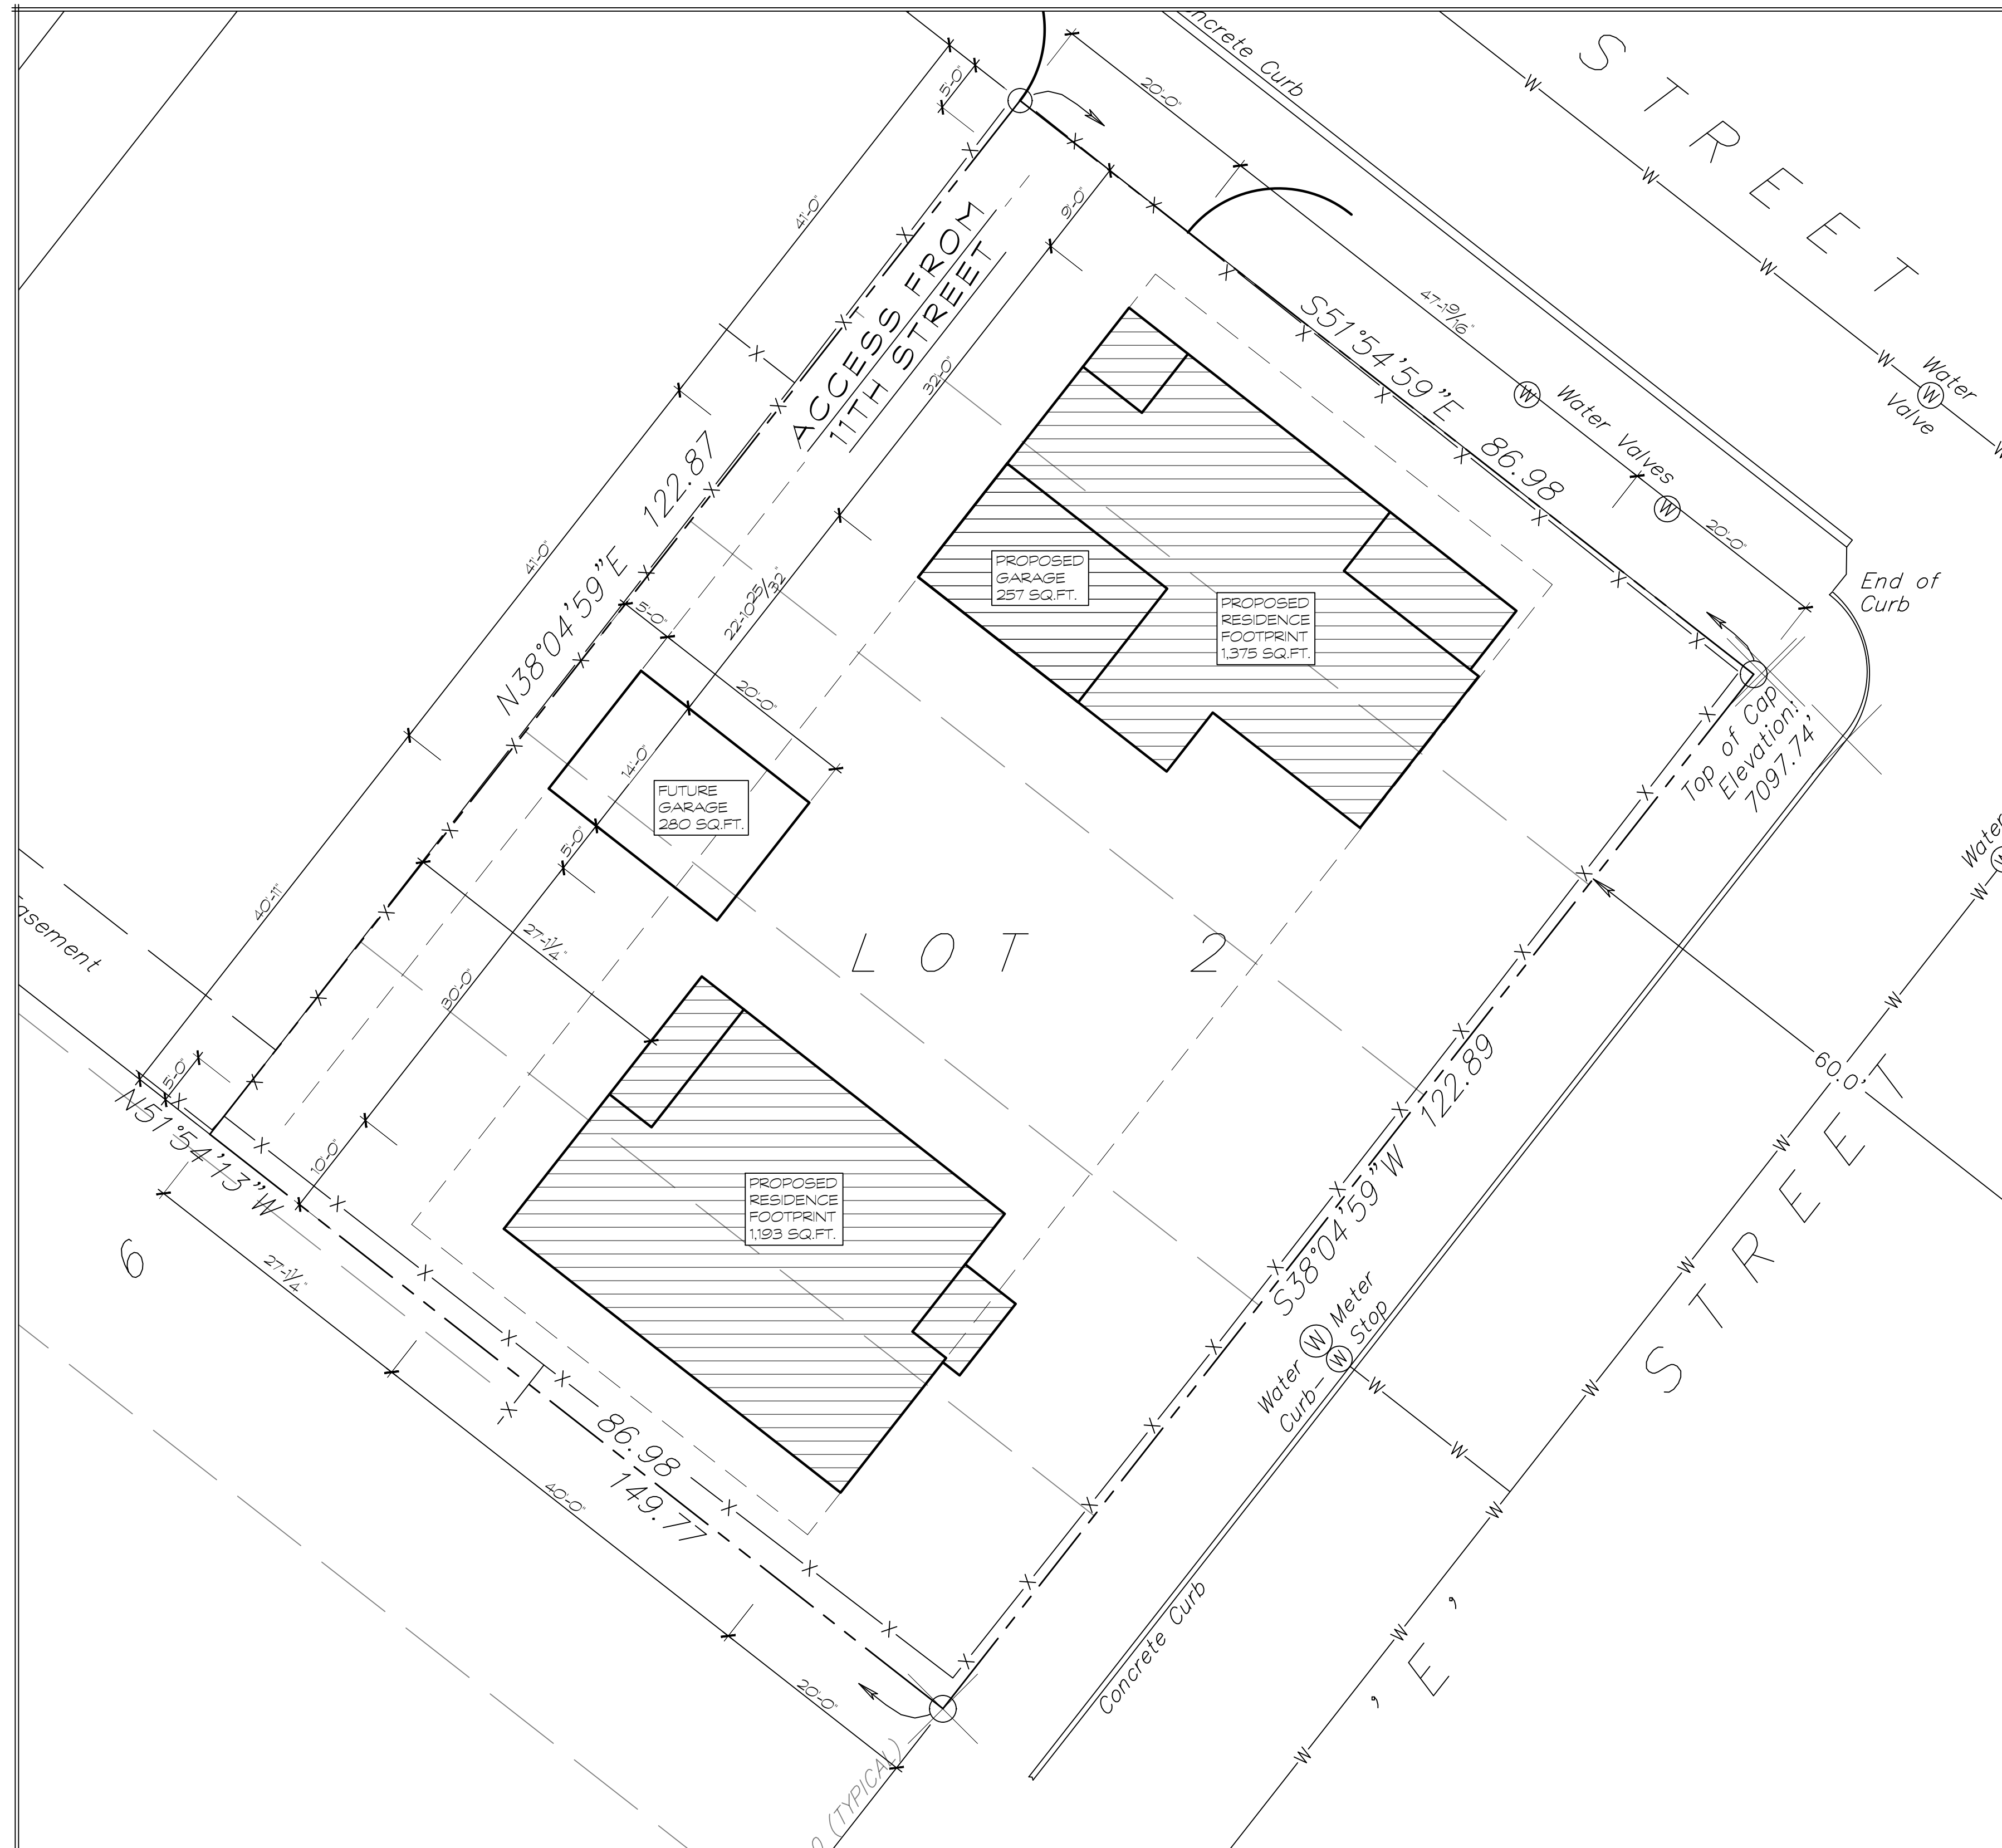 S T R E E T
Concrete Curb
5'-0"
20'-0"
41'-0"
9'-0"
ACCESS FROM
11TH STREET
47'-1 9/16"
S51°54'59"E 86.98
Water Valves
W
W
20'-0"
Water
Valve
W
End of
Curb
32'-0"
N38°04'59"E 122.87
41'-0"
5'-0"
22'-10 25/32"
20'-0"
14'-0"
5'-0"
PROPOSED
GARAGE
257 SQ.FT.
PROPOSED
RESIDENCE
FOOTPRINT
1,375 SQ.FT.
Top of Cap
Elevation:
7097.74'
FUTURE
GARAGE
280 SQ.FT.
Water
W
40'-11"
27'-1 1/4"
30'-0"
LOT 2
Easement
5'-0"
N51°54'13"W
10'-0"
6
27'-1 1/4"
PROPOSED
RESIDENCE
FOOTPRINT
1,193 SQ.FT.
60.0'
S38°04'59"W 122.89
Water W Meter
Curb- W Stop
86.98
149.77
40'-0"
20'-0"
Concrete Curb
'E' STREET
(TYPICAL)